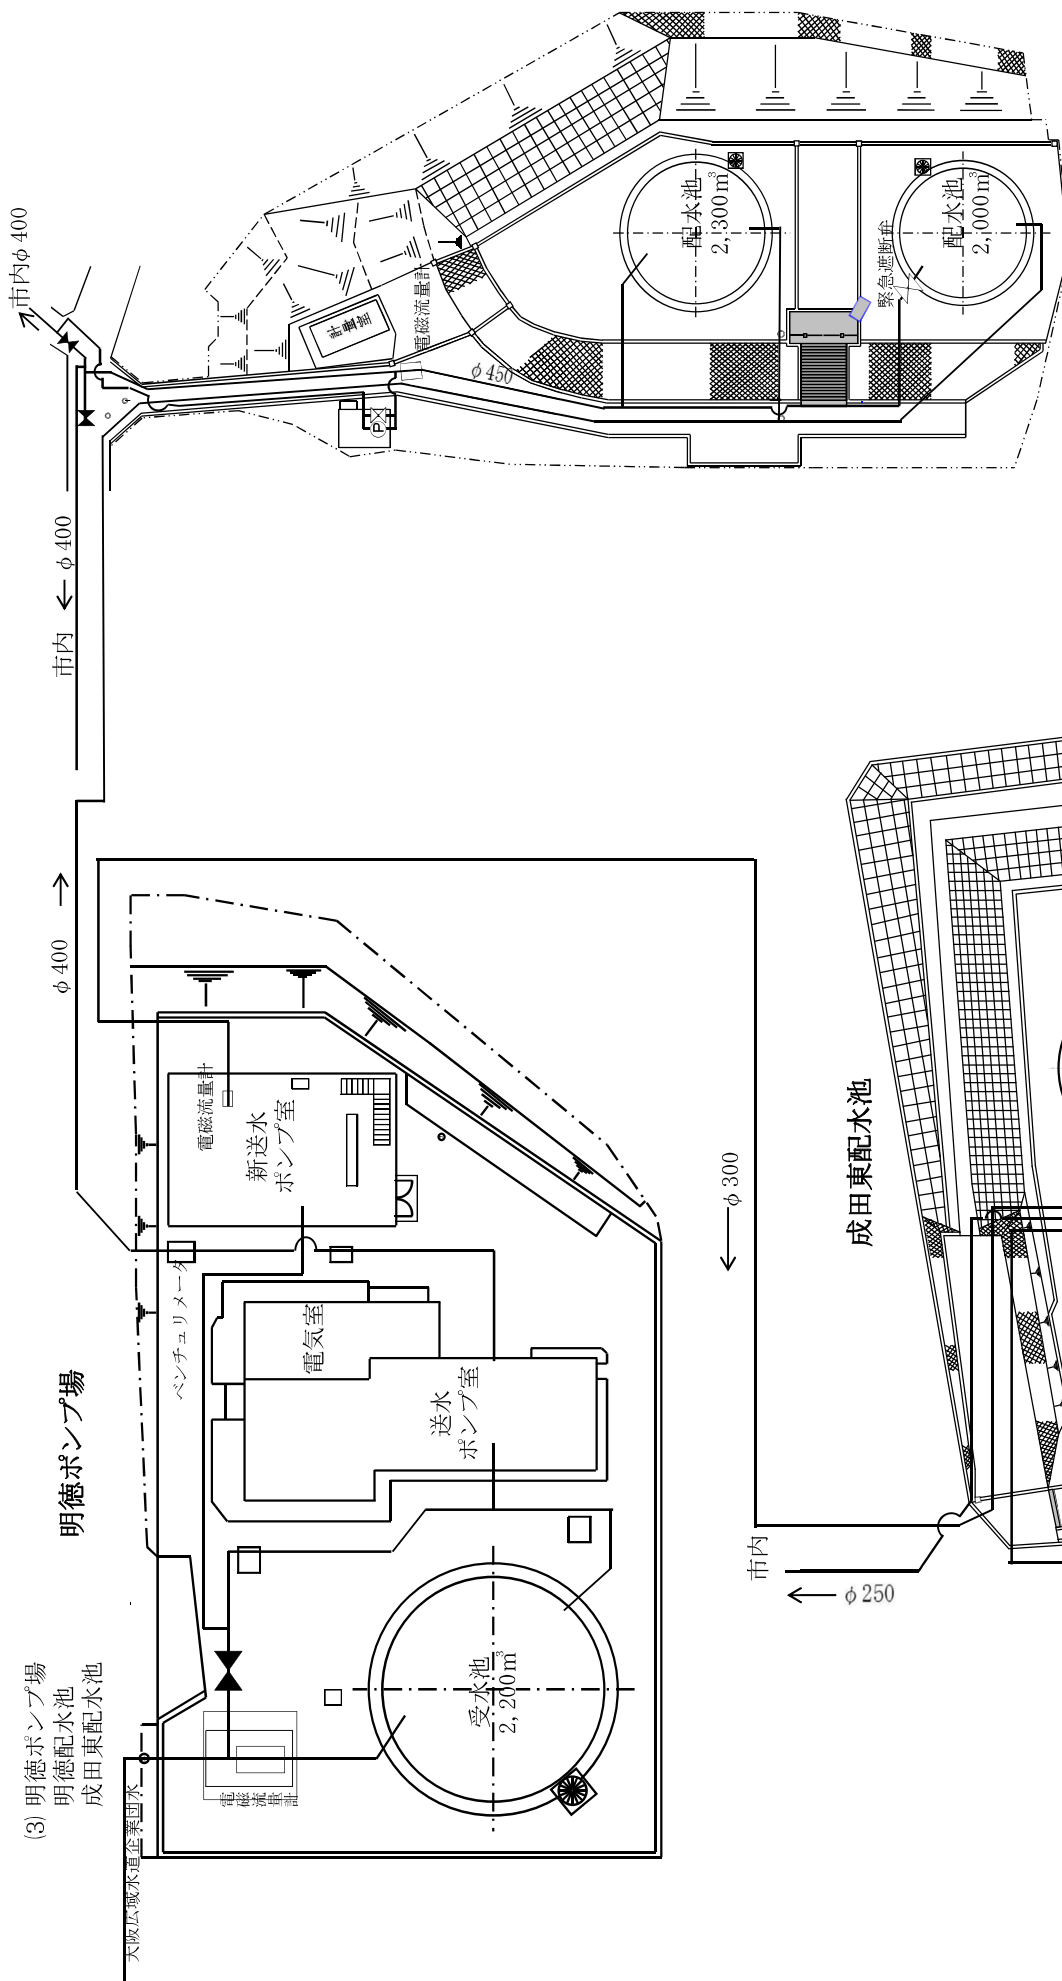 (3) 明徳ポンプ場
明徳配水池
成田東配水池
大阪広域水道企業団水
電磁流量計
受水池
2,200m³
明徳ポンプ場
ベンチュリメータ
電気室
送水
ポンプ室
新送水
ポンプ室
電磁流量計
φ400
市内
φ400
市内φ400
計量室
電磁流量計
φ450
P
配水池
2,300m³
緊急遮断弁
配水池
2,000m³
φ300
市内
φ250
成田東配水池